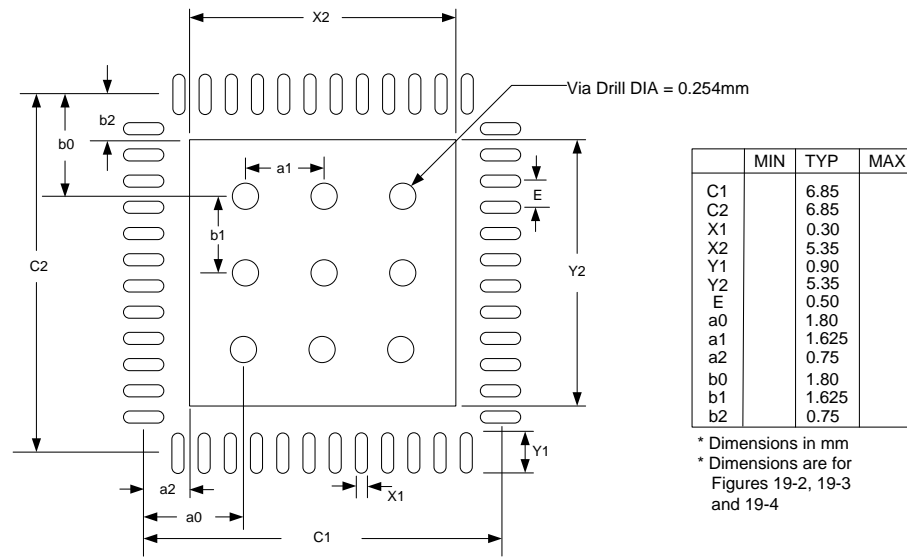 X2
Via Drill DIA = 0.254mm
b2
b0
a1
E
b1
C2
Y2
Y1
a2
X1
a0
C1
MIN TYP MAX
C1 6.85
C2 6.85
X1 0.30
X2 5.35
Y1 0.90
Y2 5.35
E 0.50
a0 1.80
a1 1.625
a2 0.75
b0 1.80
b1 1.625
b2 0.75
* Dimensions in mm
* Dimensions are for
Figures 19-2, 19-3
and 19-4